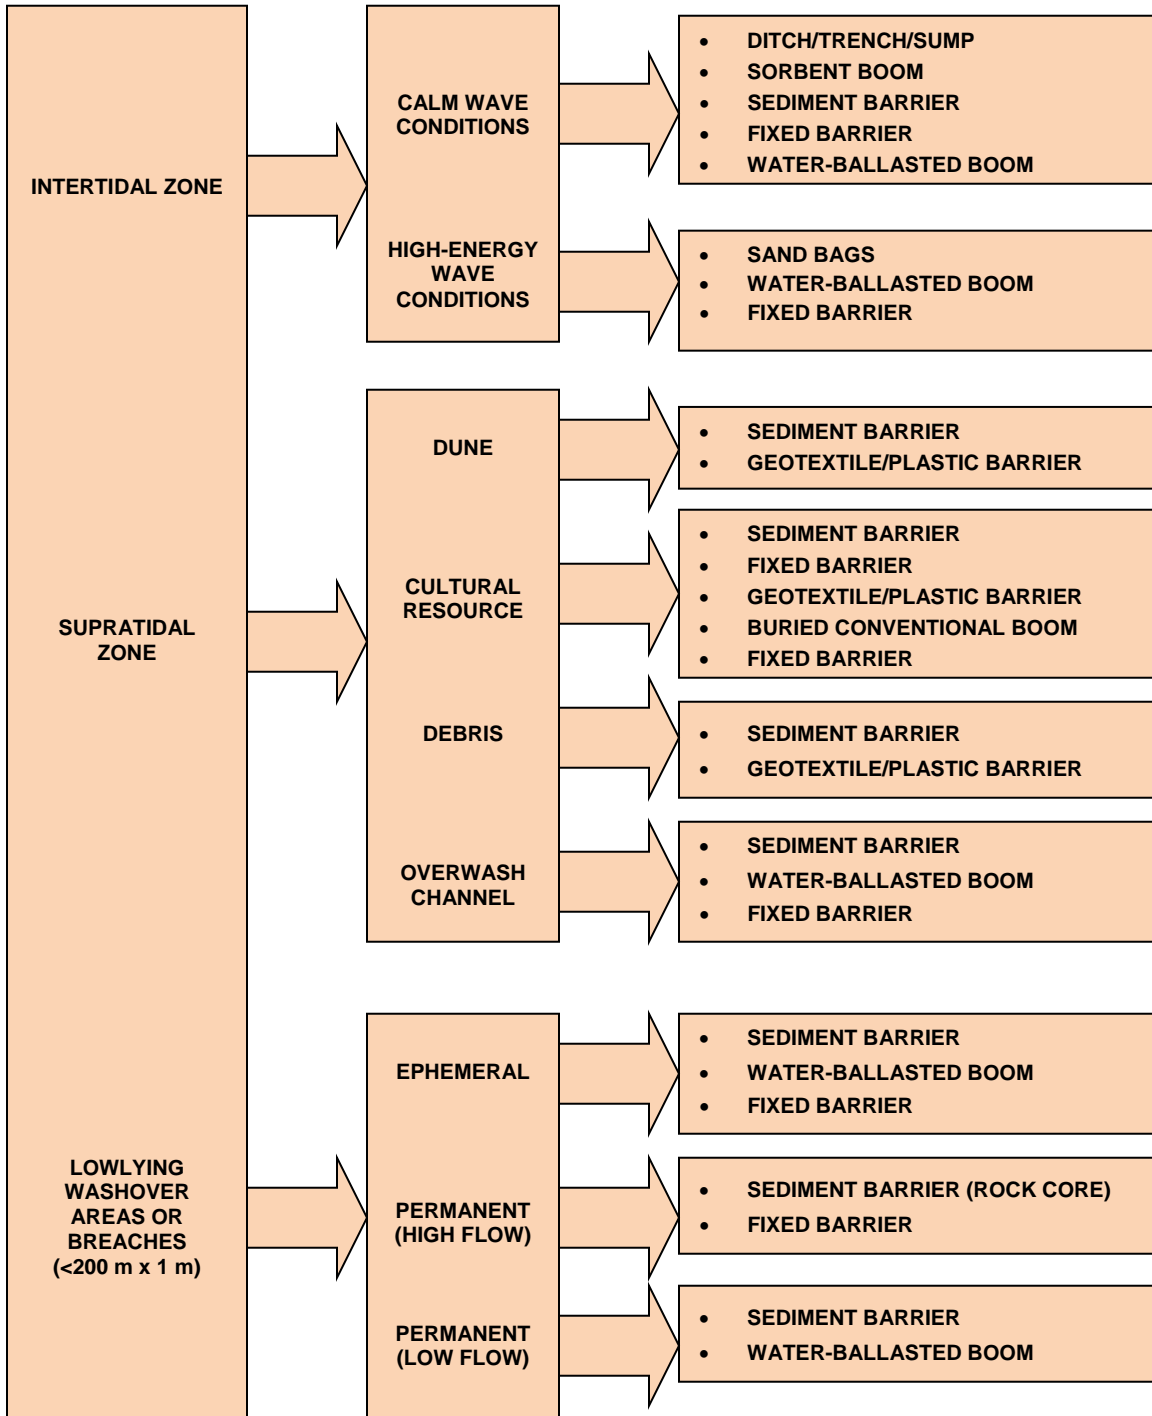 INTERTIDAL ZONE
CALM WAVE
CONDITIONS
• DITCH/TRENCH/SUMP
• SORBENT BOOM
• SEDIMENT BARRIER
• FIXED BARRIER
• WATER-BALLASTED BOOM
HIGH-ENERGY
WAVE
CONDITIONS
• SAND BAGS
• WATER-BALLASTED BOOM
• FIXED BARRIER
SUPRATIDAL
ZONE
DUNE
• SEDIMENT BARRIER
• GEOTEXTILE/PLASTIC BARRIER
CULTURAL
RESOURCE
• SEDIMENT BARRIER
• FIXED BARRIER
• GEOTEXTILE/PLASTIC BARRIER
• BURIED CONVENTIONAL BOOM
• FIXED BARRIER
DEBRIS
• SEDIMENT BARRIER
• GEOTEXTILE/PLASTIC BARRIER
OVERWASH
CHANNEL
• SEDIMENT BARRIER
• WATER-BALLASTED BOOM
• FIXED BARRIER
LOWLYING
WASHOVER
AREAS OR
BREACHES
(<200 m x 1 m)
EPHEMERAL
• SEDIMENT BARRIER
• WATER-BALLASTED BOOM
• FIXED BARRIER
PERMANENT
(HIGH FLOW)
• SEDIMENT BARRIER (ROCK CORE)
• FIXED BARRIER
PERMANENT
(LOW FLOW)
• SEDIMENT BARRIER
• WATER-BALLASTED BOOM